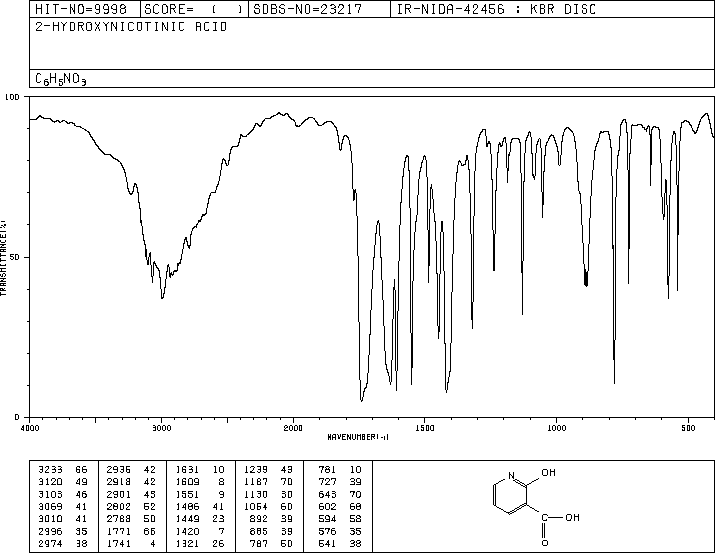 HIT-NO=9998 SCORE= ( ) SDBS-NO=23217 IR-NIDA-42456 : KBR DISC
2-HYDROXYNICOTINIC ACID
C6H5NO3
100
50
0
TRANSMITTANCE(%)
4000 3000 2000 1500 1000 500
WAVENUMBER(-1)
3233 66 2936 42 1631 10 1239 43 781 10
3120 49 2918 42 1609 8 1187 70 727 39
3103 46 2901 43 1551 9 1130 30 643 70
3069 41 2802 52 1486 41 1054 60 602 68
3010 41 2788 50 1449 23 892 39 594 58
2996 35 1771 66 1420 7 885 39 576 35
2974 38 1741 4 1321 26 787 60 541 38
N OH
OH
O